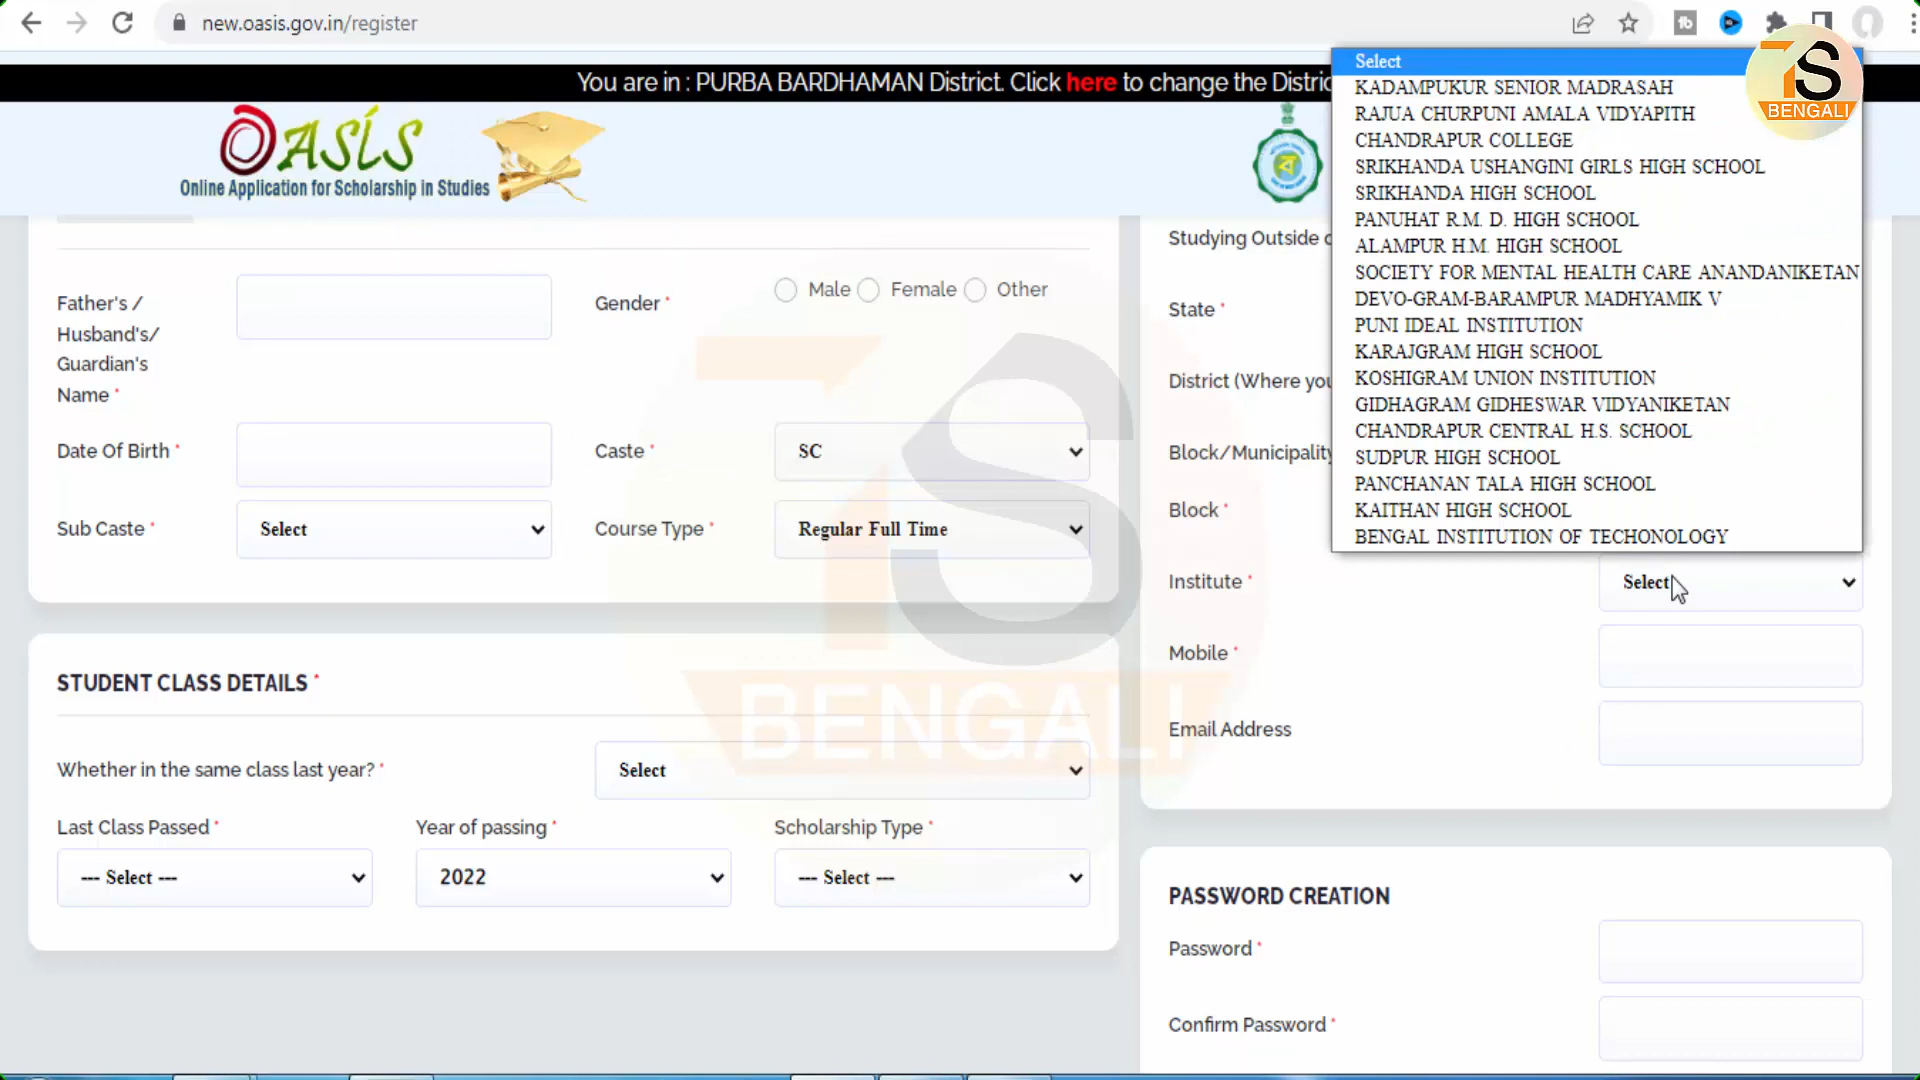 new.oasis.gov.in/register
You are in : PURBA BARDHAMAN District. Click here to change the Distric
OASIS
Online Application for Scholarship in Studies
7S
BENGALI
Select
KADAMPUKUR SENIOR MADRASAH
RAJUA CHURPUNI AMALA VIDYAPITH
CHANDRAPUR COLLEGE
SRIKHANDA USHANGINI GIRLS HIGH SCHOOL
SRIKHANDA HIGH SCHOOL
PANUHAT R.M. D. HIGH SCHOOL
ALAMPUR H.M. HIGH SCHOOL
SOCIETY FOR MENTAL HEALTH CARE ANANDANIKETAN
DEVO-GRAM-BARAMPUR MADHYAMIK V
PUNI IDEAL INSTITUTION
KARAJGRAM HIGH SCHOOL
KOSHIGRAM UNION INSTITUTION
GIDHAGRAM GIDHESWAR VIDYANIKETAN
CHANDRAPUR CENTRAL H.S. SCHOOL
SUDPUR HIGH SCHOOL
PANCHANAN TALA HIGH SCHOOL
KAITHAN HIGH SCHOOL
BENGAL INSTITUTION OF TECHONOLOGY
Father's /
Husband's/
Guardian's
Name *
Gender *
Male Female Other
Date Of Birth *
Caste *
SC
Sub Caste *
Select
Course Type *
Regular Full Time
STUDENT CLASS DETAILS *
Whether in the same class last year? *
Select
Last Class Passed *
Year of passing *
Scholarship Type *
--- Select ---
2022
--- Select ---
7S
BENGALI
Studying Outside
State *
District (Where you
Block/Municipality
Block *
Institute *
Select
Mobile *
Email Address
PASSWORD CREATION
Password *
Confirm Password *